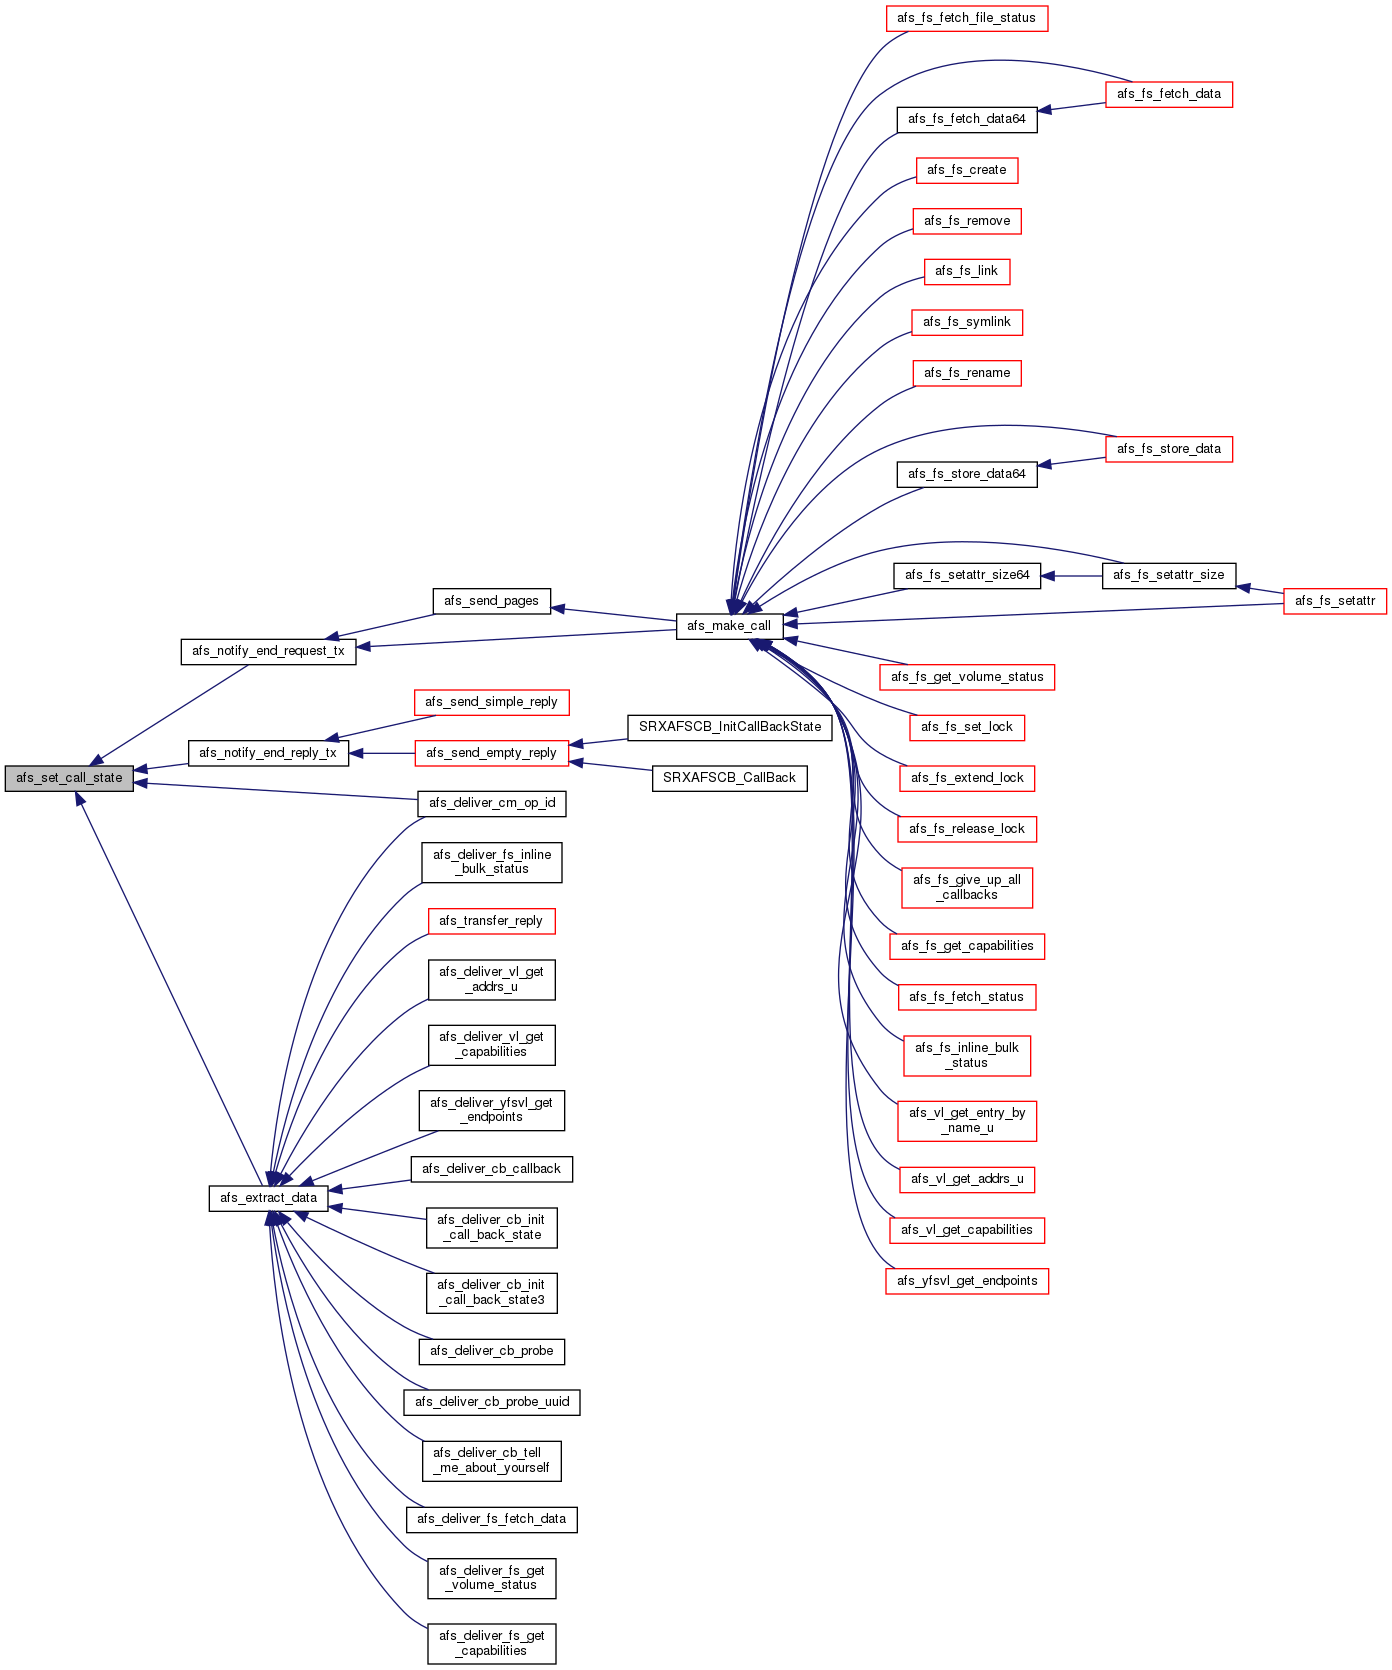 afs_set_call_state
afs_notify_end_request_tx
afs_notify_end_reply_tx
afs_extract_data
afs_send_pages
afs_send_simple_reply
afs_send_empty_reply
afs_deliver_cm_op_id
afs_deliver_fs_inline
_bulk_status
afs_transfer_reply
afs_deliver_vl_get
_addrs_u
afs_deliver_vl_get
_capabilities
afs_deliver_yfsvl_get
_endpoints
afs_deliver_cb_callback
afs_deliver_cb_init
_call_back_state
afs_deliver_cb_init
_call_back_state3
afs_deliver_cb_probe
afs_deliver_cb_probe_uuid
afs_deliver_cb_tell
_me_about_yourself
afs_deliver_fs_fetch_data
afs_deliver_fs_get
_volume_status
afs_deliver_fs_get
_capabilities
afs_make_call
SRXAFSCB_InitCallBackState
SRXAFSCB_CallBack
afs_fs_fetch_file_status
afs_fs_fetch_data
afs_fs_fetch_data64
afs_fs_create
afs_fs_remove
afs_fs_link
afs_fs_symlink
afs_fs_rename
afs_fs_store_data
afs_fs_store_data64
afs_fs_setattr_size64
afs_fs_setattr_size
afs_fs_setattr
afs_fs_get_volume_status
afs_fs_set_lock
afs_fs_extend_lock
afs_fs_release_lock
afs_fs_give_up_all
_callbacks
afs_fs_get_capabilities
afs_fs_fetch_status
afs_fs_inline_bulk
_status
afs_vl_get_entry_by
_name_u
afs_vl_get_addrs_u
afs_vl_get_capabilities
afs_yfsvl_get_endpoints